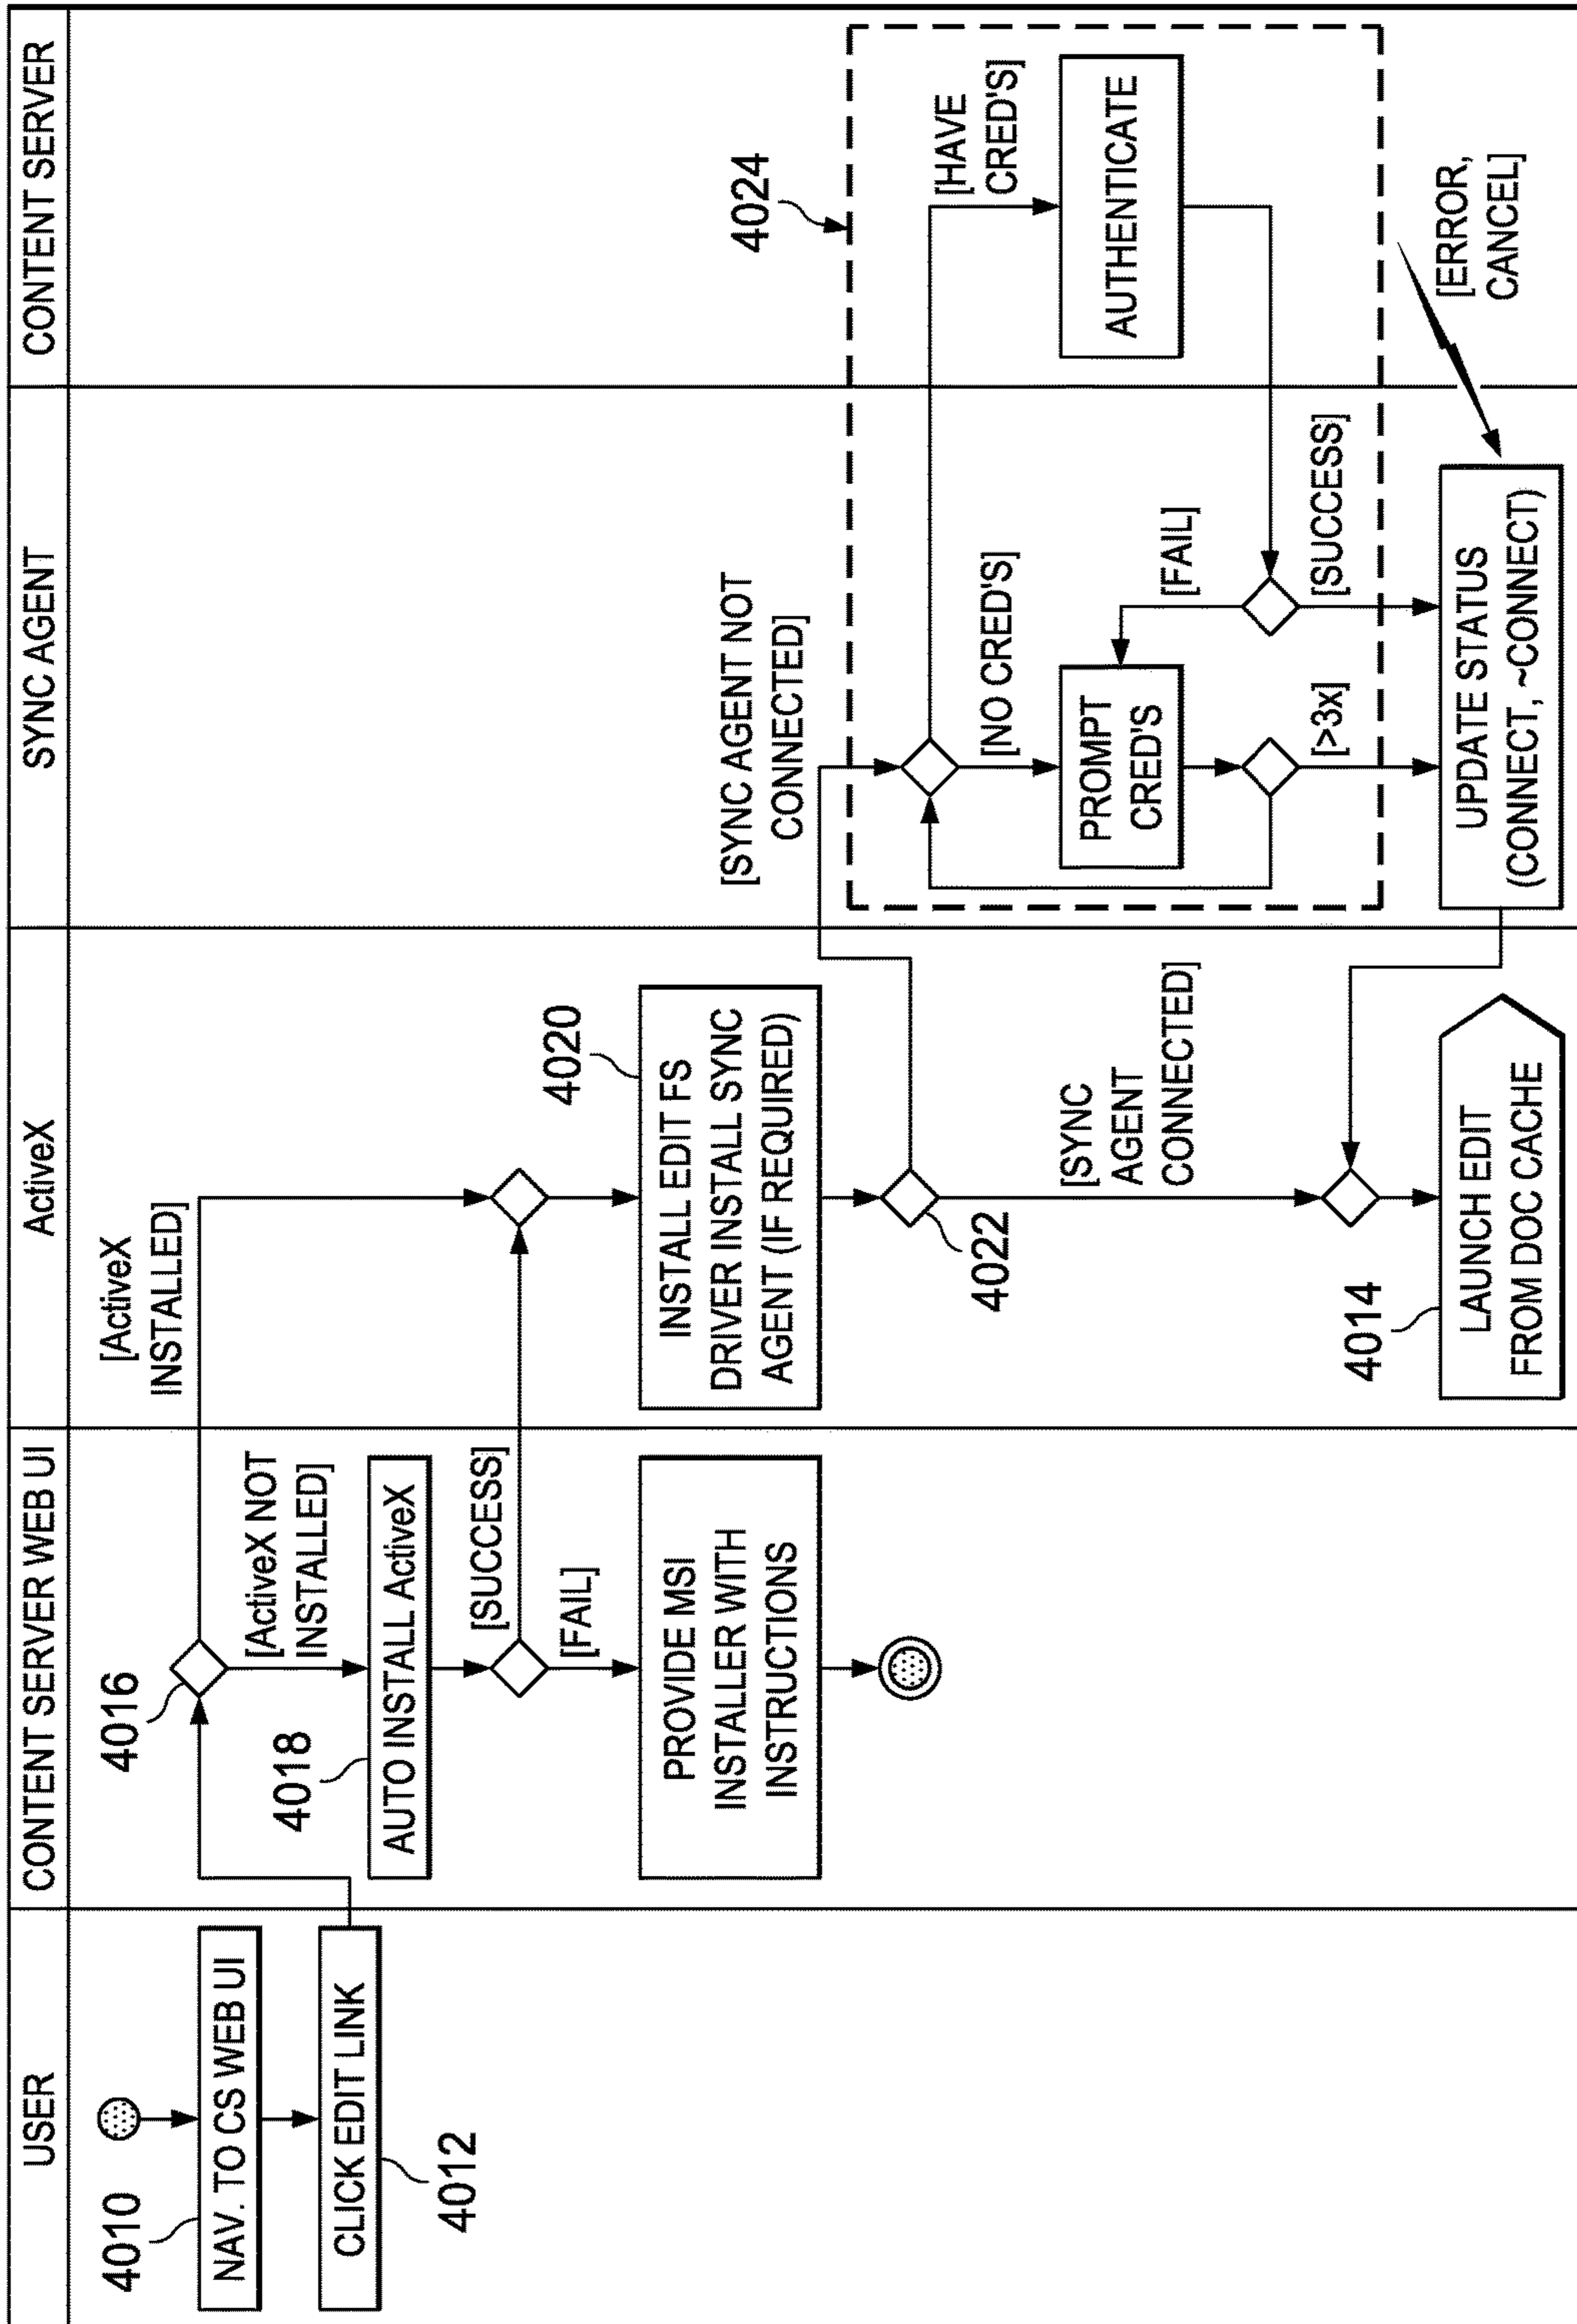 USER
CONTENT SERVER WEB UI
ActiveX
SYNC AGENT
CONTENT SERVER
4010
NAV. TO CS WEB UI
CLICK EDIT LINK
4012
4016
[ActiveX
INSTALLED]
[ActiveX NOT
INSTALLED]
4018
AUTO INSTALL ActiveX
[SUCCESS]
[FAIL]
PROVIDE MSI
INSTALLER WITH
INSTRUCTIONS
4020
INSTALL EDIT FS
DRIVER INSTALL SYNC
AGENT (IF REQUIRED)
4022
[SYNC AGENT NOT
CONNECTED]
[SYNC
AGENT
CONNECTED]
4024
[HAVE
CRED'S]
[NO CRED'S]
PROMPT
CRED'S
AUTHENTICATE
[FAIL]
[>3x]
[SUCCESS]
[ERROR,
CANCEL]
UPDATE STATUS
(CONNECT, ~CONNECT)
4014
LAUNCH EDIT
FROM DOC CACHE